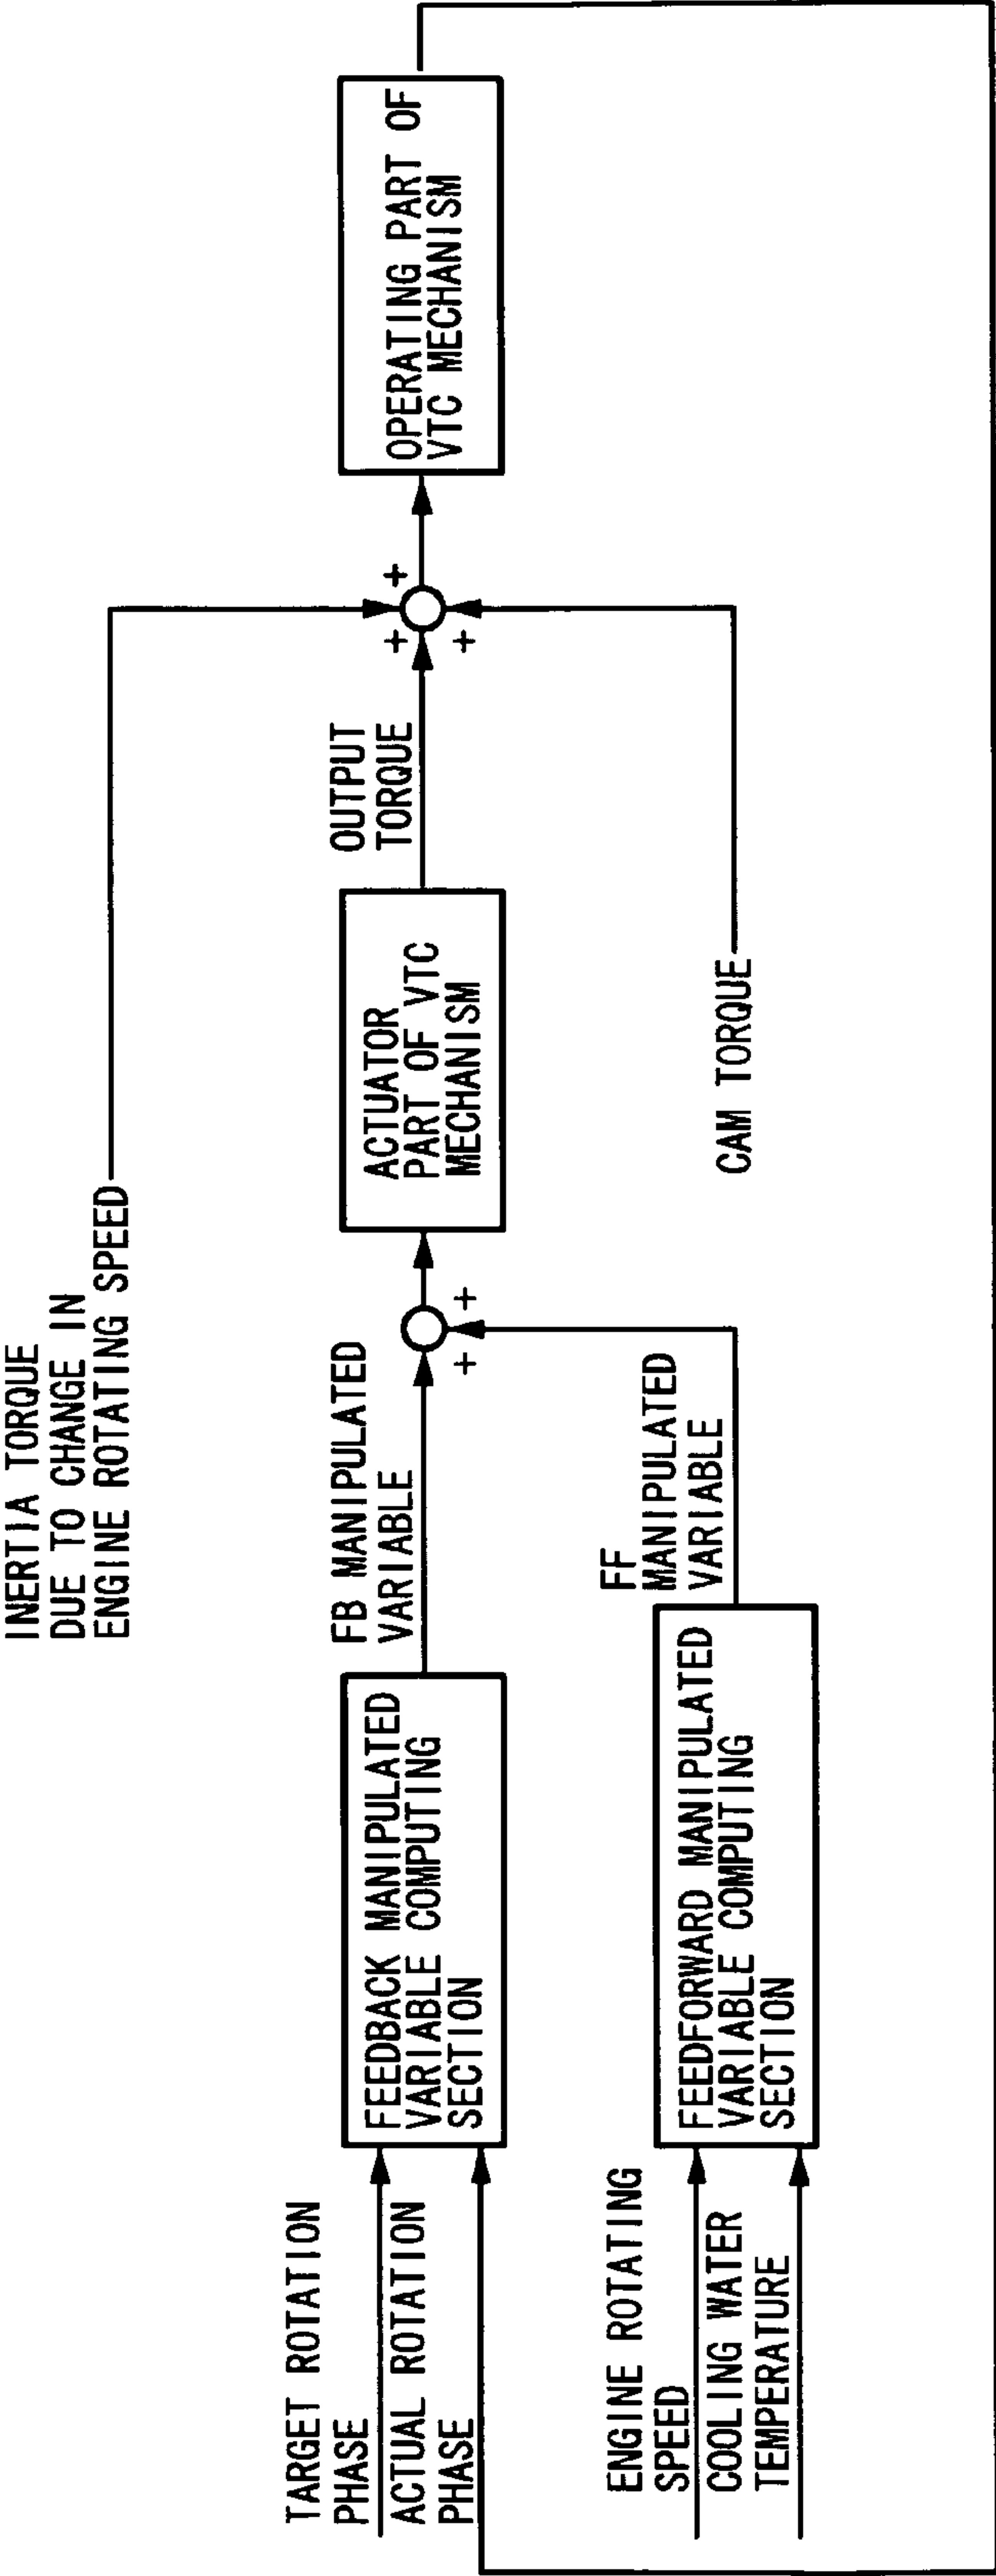 INERTIA TORQUE
DUE TO CHANGE IN
ENGINE ROTATING SPEED
TARGET ROTATION
PHASE
ACTUAL ROTATION
PHASE
FEEDBACK MANIPULATED
VARIABLE COMPUTING
SECTION
FB MANIPULATED
VARIABLE
+
+
ACTUATOR
PART OF VTC
MECHANISM
OUTPUT
TORQUE
+
+
+
OPERATING PART OF
VTC MECHANISM
ENGINE ROTATING
SPEED
COOLING WATER
TEMPERATURE
FEEDFORWARD MANIPULATED
VARIABLE COMPUTING
SECTION
FF
MANIPULATED
VARIABLE
CAM TORQUE